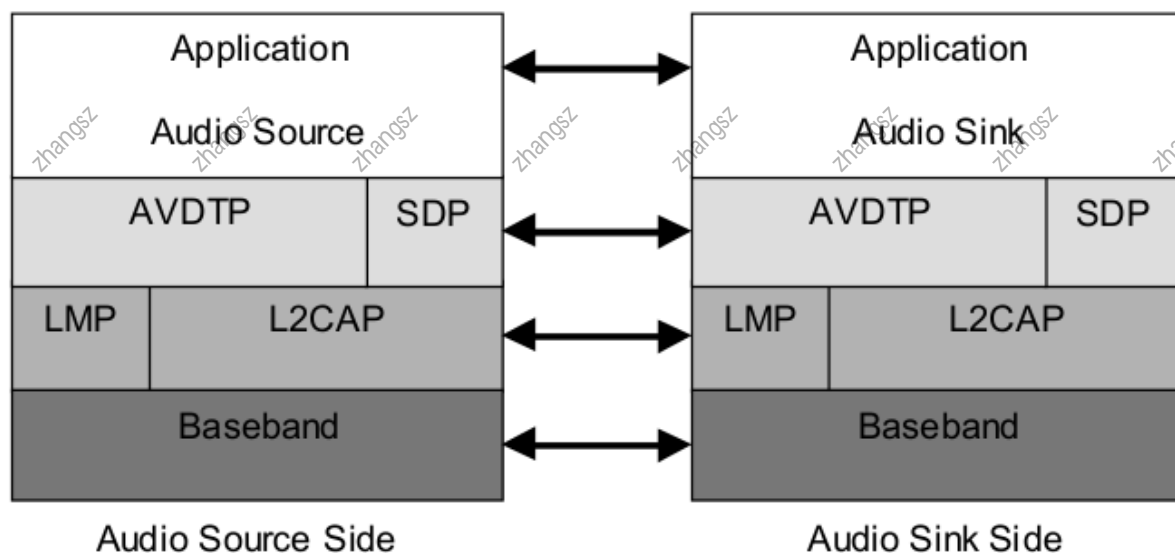 Application
Application
Audio Source
Audio Sink
zhangsz zhangsz zhangsz zhangsz zhangsz zhangsz zhangsz zhangsz
AVDTP SDP
AVDTP SDP
LMP L2CAP
LMP L2CAP
Baseband
Baseband
Audio Source Side
Audio Sink Side